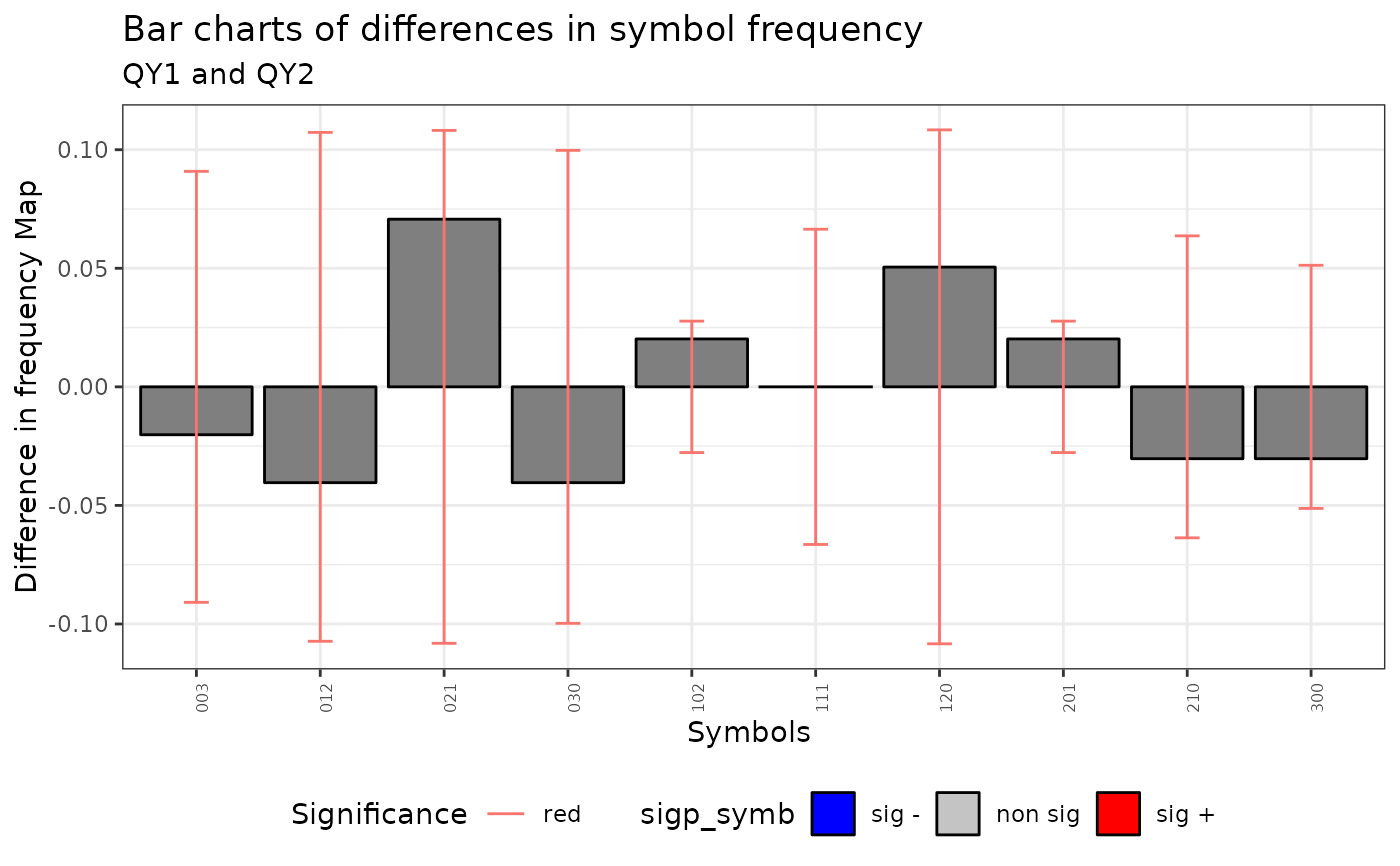 Bar charts of differences in symbol frequency
QY1 and QY2
Difference in frequency Map
0.10
0.05
0.00
-0.05
-0.10
003 012 021 030 102 111 120 201 210 300
Symbols
Significance red sigp_symb sig - non sig sig +